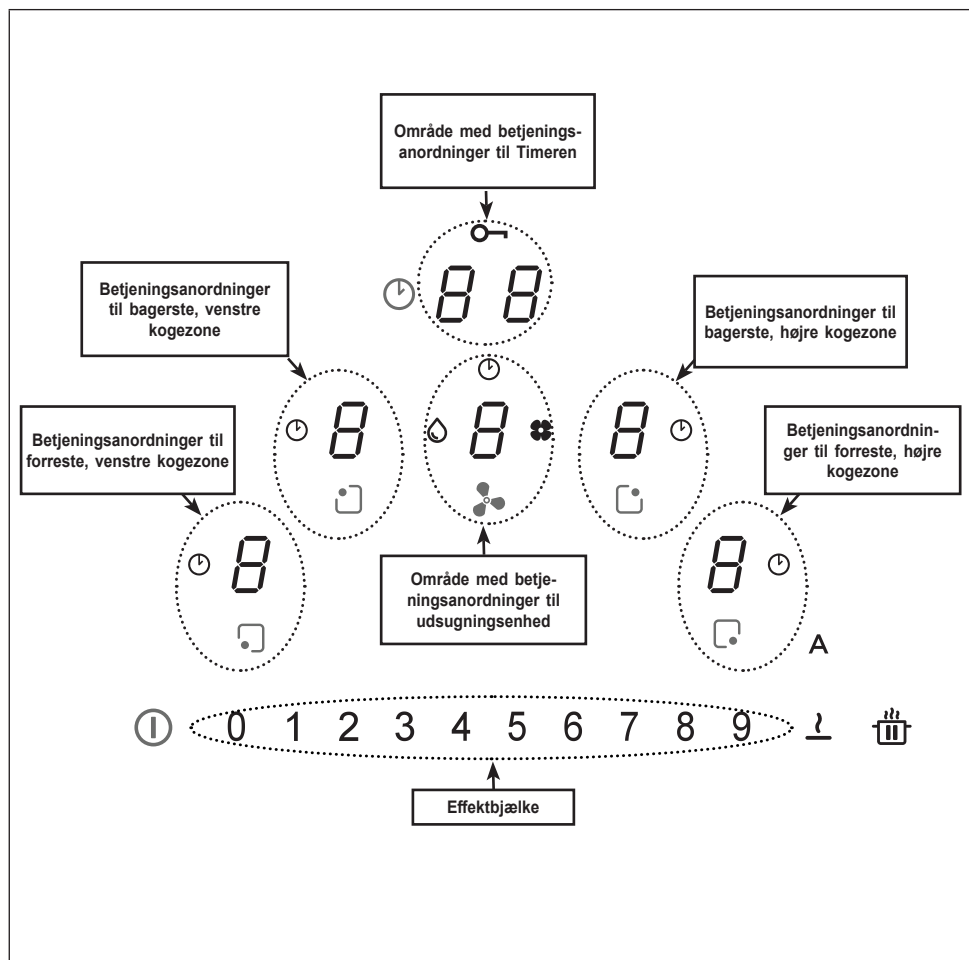 Område med betjenings-
anordninger til Timeren
8 8
Betjeningsanordninger
til bagerste, venstre
kogezone
Betjeningsanordninger til
bagerste, højre kogezone
8
8
8
Betjeningsanordninger til
forreste, venstre kogezone
Betjeningsanordnin-
ger til forreste, højre
kogezone
8
8
Område med betje-
ningsanordninger til
udsugningsenhed
A
0 1 2 3 4 5 6 7 8 9
Effektbjælke